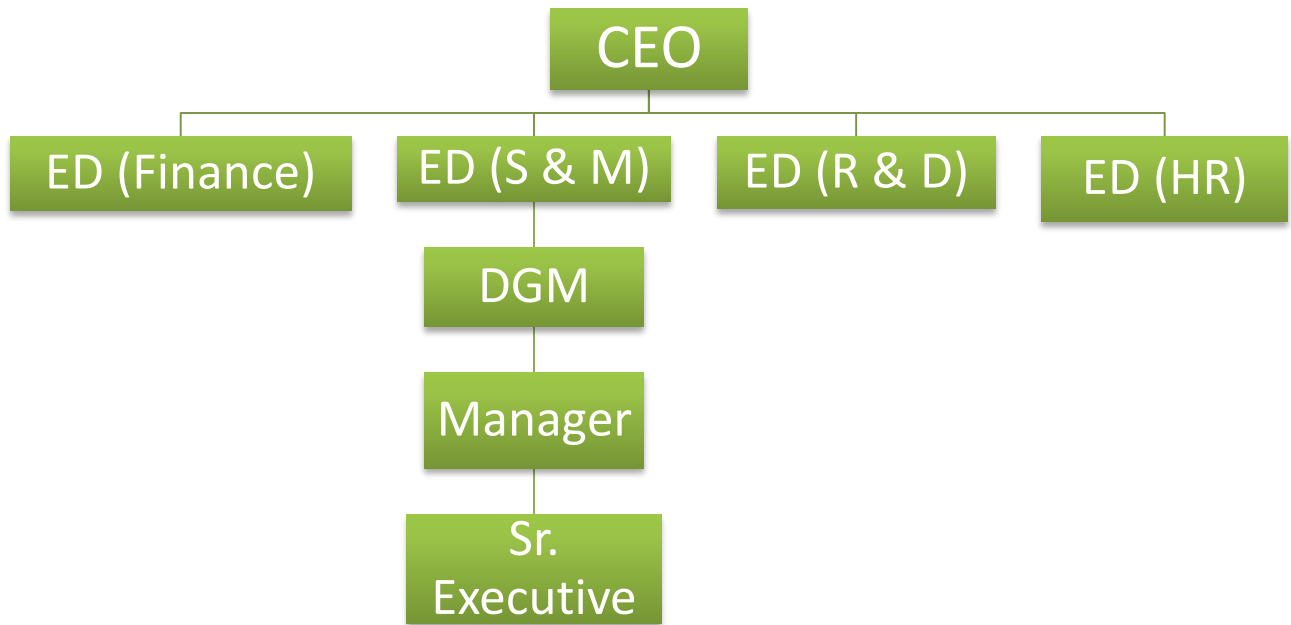 CEO
ED (Finance)
ED (S & M)
ED (R & D)
ED (HR)
DGM
Manager
Sr.
Executive